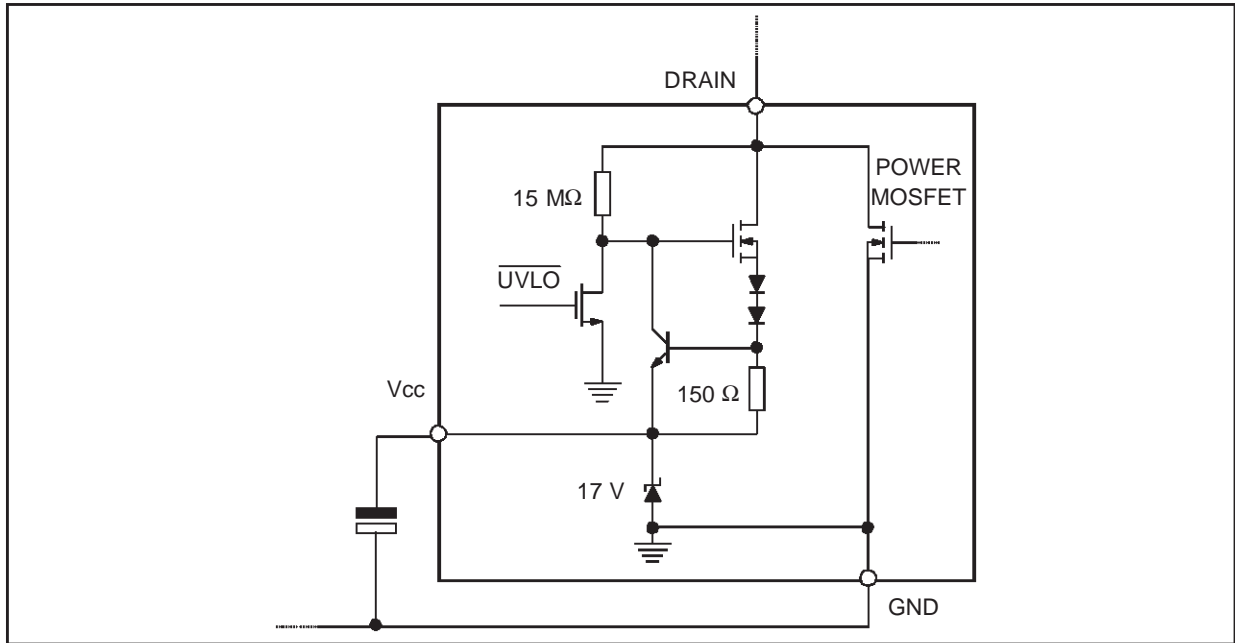 DRAIN
POWER
MOSFET
15 MΩ
UVLO
Vcc
150 Ω
17 V
GND